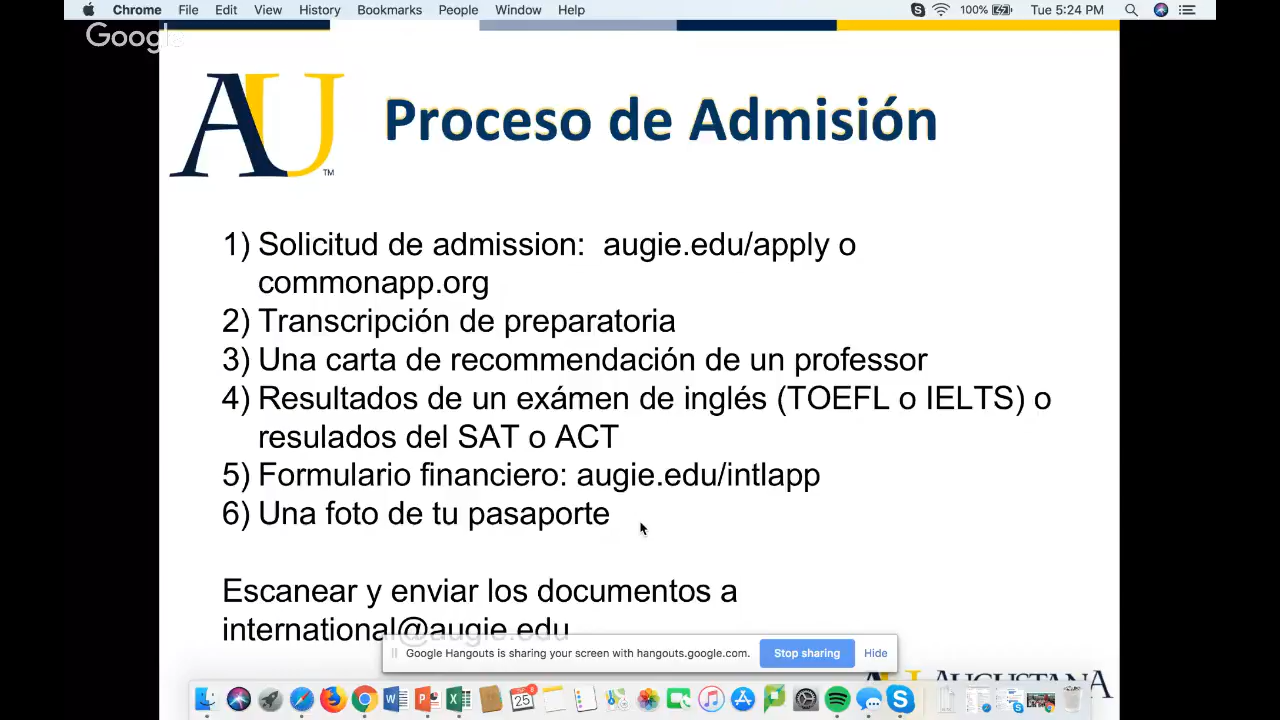 Chrome File Edit View History Bookmarks People Window Help 100% Tue 5:24 PM
Google
AU
TM
Proceso de Admisión
1) Solicitud de admission: augie.edu/apply o
commonapp.org
2) Transcripción de preparatoria
3) Una carta de recommendación de un professor
4) Resultados de un exámen de inglés (TOEFL o IELTS) o
resulados del SAT o ACT
5) Formulario financiero: augie.edu/intlapp
6) Una foto de tu pasaporte
Escanear y enviar los documentos a
international@augie.edu
Google Hangouts is sharing your screen with hangouts.google.com. Stop sharing Hide
AUGUSTANA
25